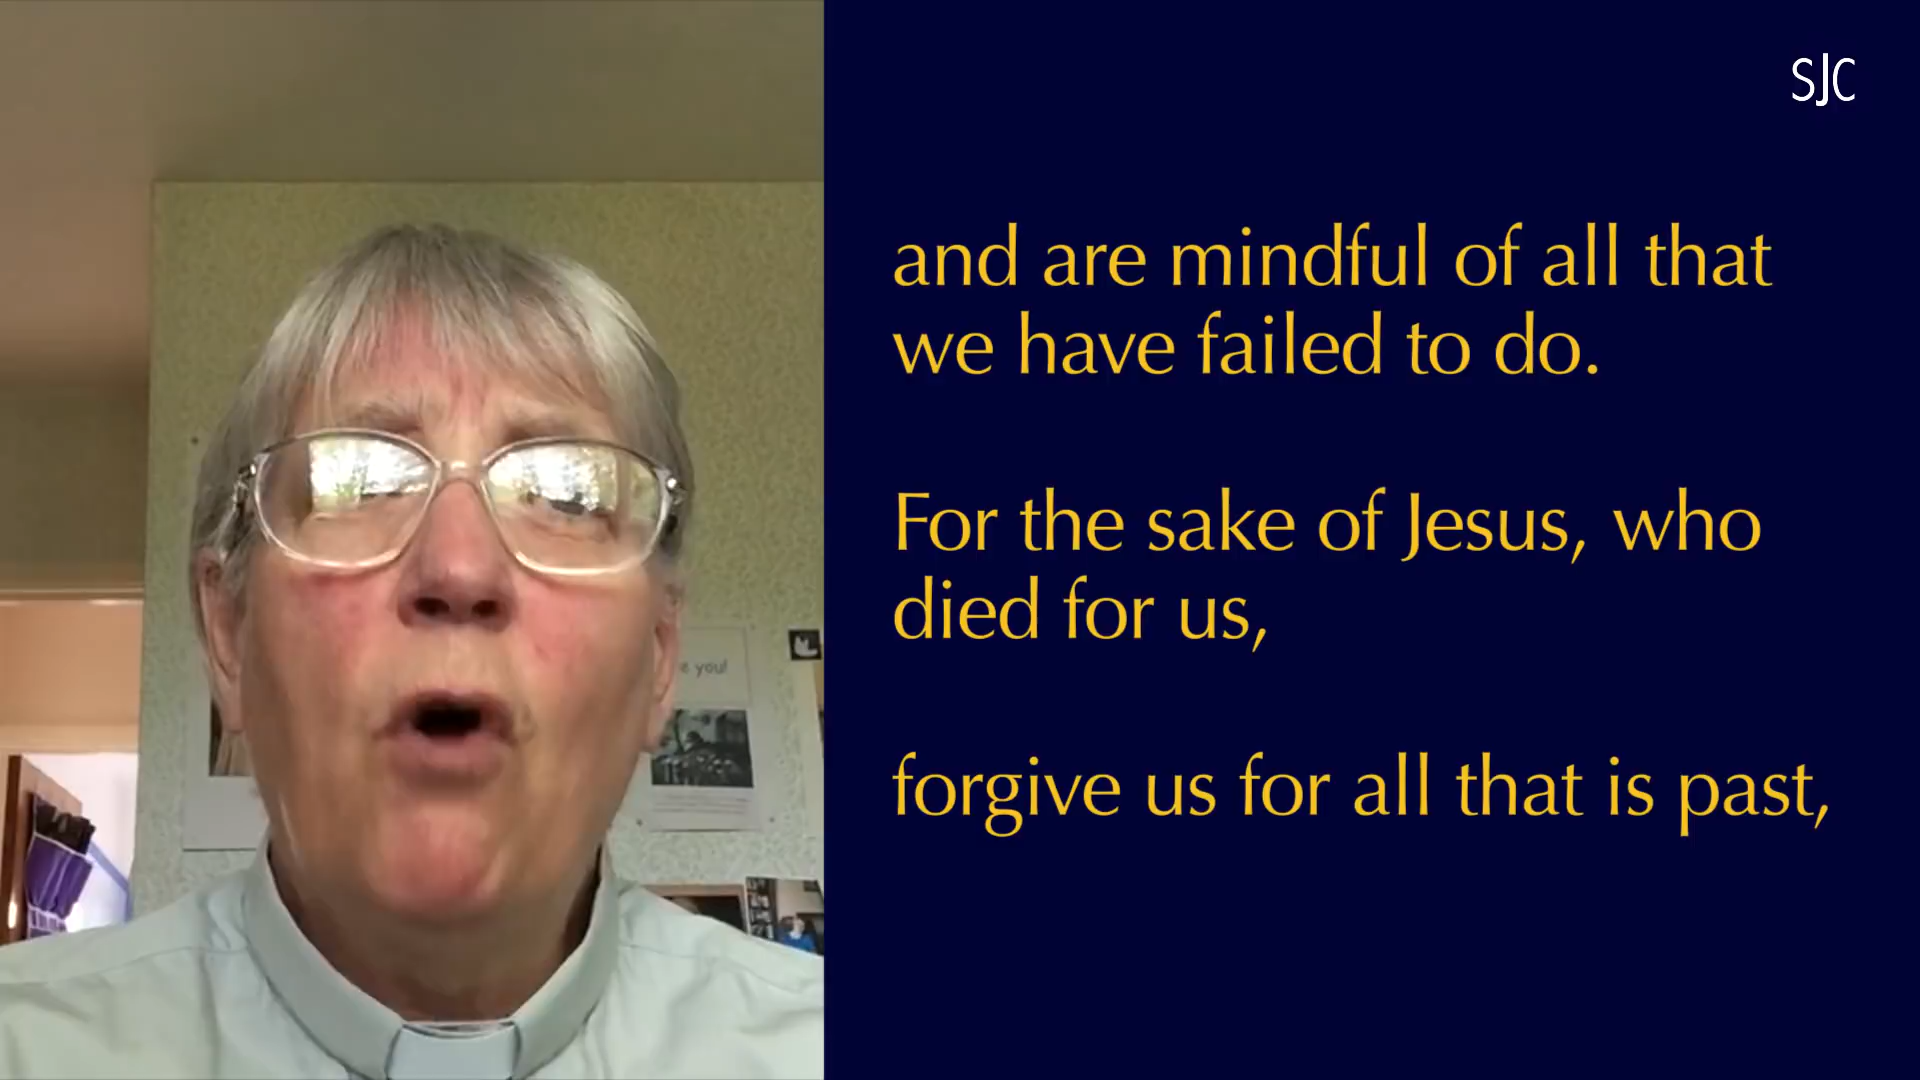 SJC
and are mindful of all that
we have failed to do.
For the sake of Jesus, who
died for us,
forgive us for all that is past,
you!